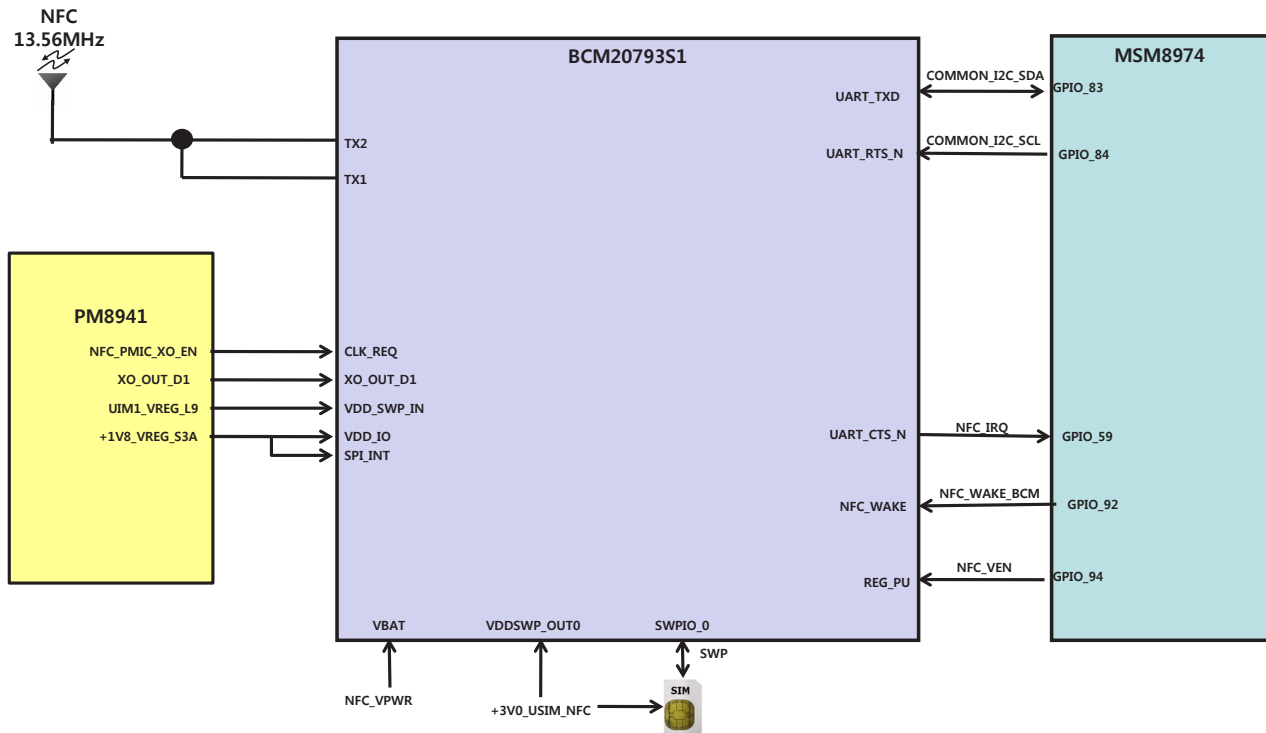 NFC
13.56MHz
BCM20793S1
MSM8974
TX2
TX1
UART_TXD
COMMON_I2C_SDA
GPIO_83
UART_RTS_N
COMMON_I2C_SCL
GPIO_84
PM8941
NFC_PMIC_XO_EN
CLK_REQ
XO_OUT_D1
XO_OUT_D1
UIM1_VREG_L9
VDD_SWP_IN
+1V8_VREG_S3A
VDD_IO
SPI_INT
UART_CTS_N
NFC_IRQ
GPIO_59
NFC_WAKE
NFC_WAKE_BCM
GPIO_92
REG_PU
NFC_VEN
GPIO_94
VBAT
VDDSWP_OUT0
SWPIO_0
SWP
NFC_VPWR
+3V0_USIM_NFC
SIM